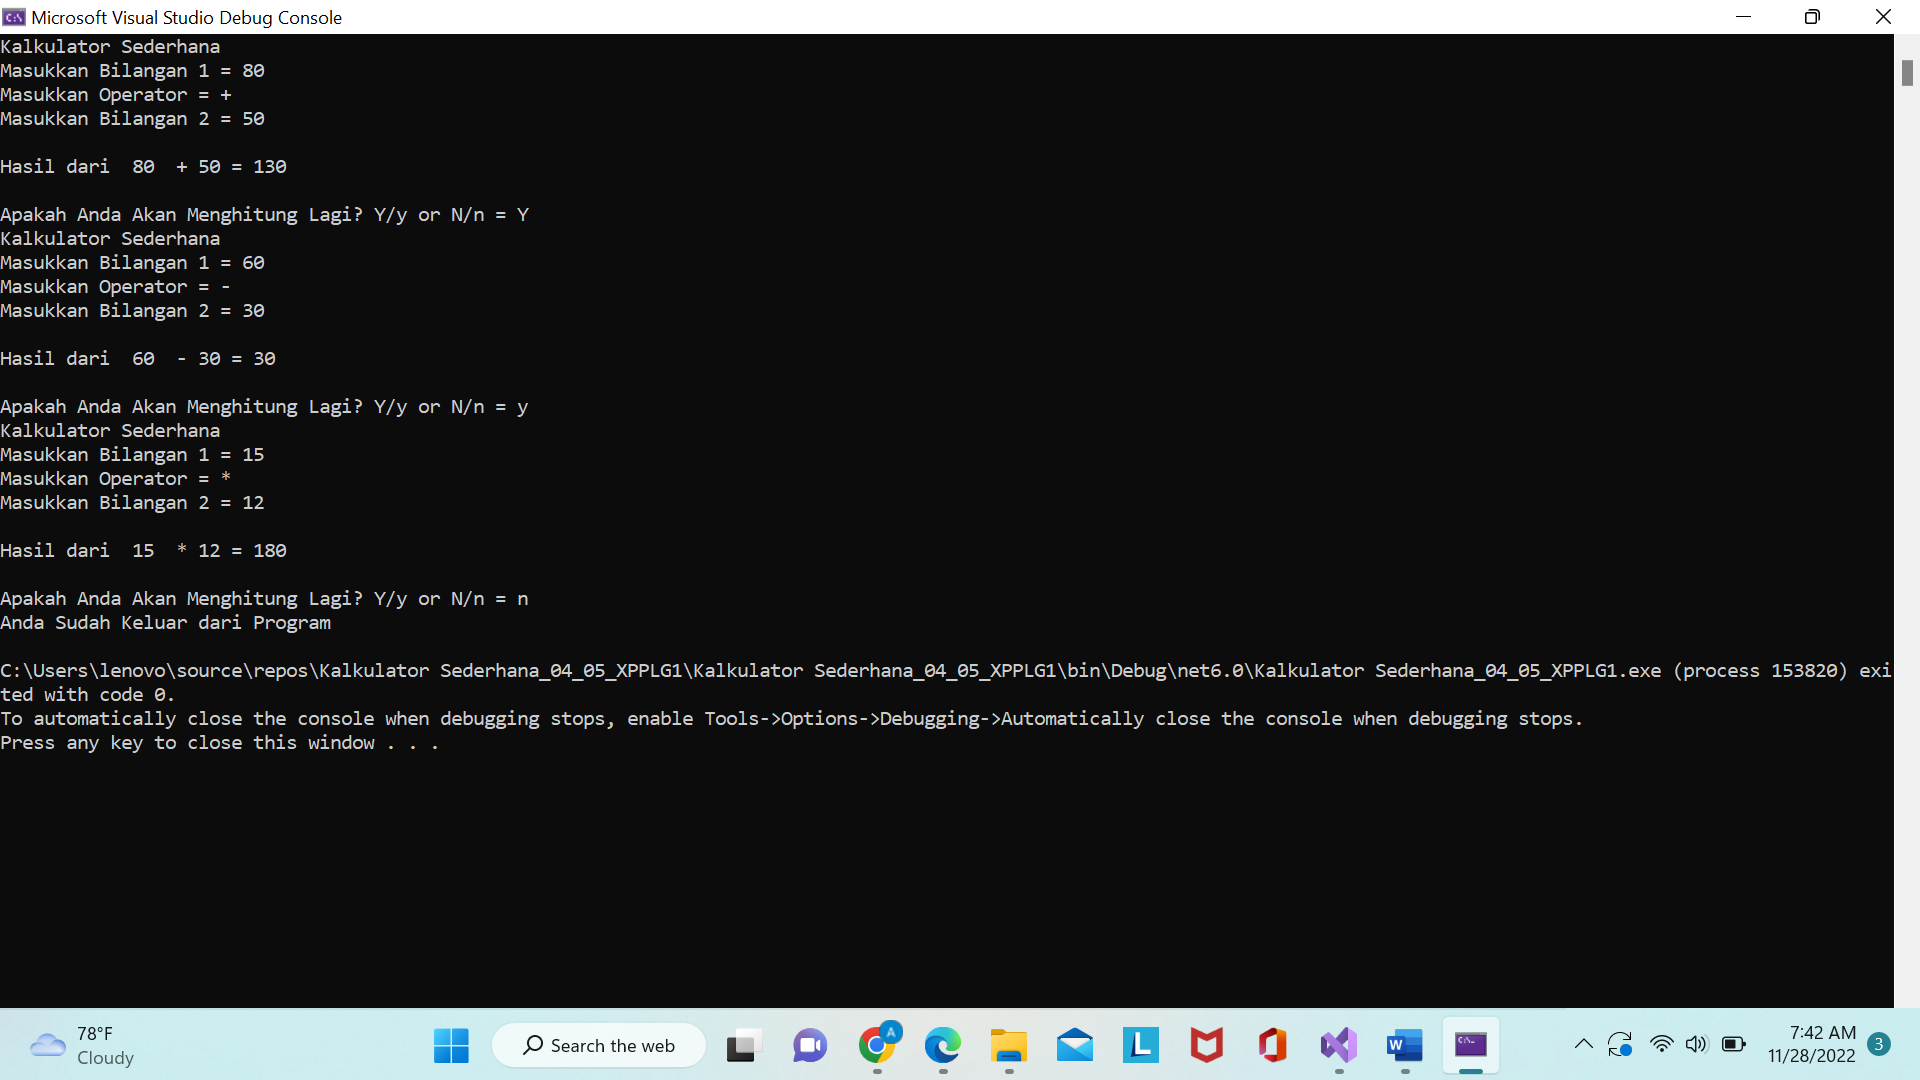 Microsoft Visual Studio Debug Console
Kalkulator Sederhana
Masukkan Bilangan 1 = 80
Masukkan Operator = +
Masukkan Bilangan 2 = 50
Hasil dari  80  + 50 = 130
Apakah Anda Akan Menghitung Lagi? Y/y or N/n = Y
Kalkulator Sederhana
Masukkan Bilangan 1 = 60
Masukkan Operator = -
Masukkan Bilangan 2 = 30
Hasil dari  60  - 30 = 30
Apakah Anda Akan Menghitung Lagi? Y/y or N/n = y
Kalkulator Sederhana
Masukkan Bilangan 1 = 15
Masukkan Operator = *
Masukkan Bilangan 2 = 12
Hasil dari  15  * 12 = 180
Apakah Anda Akan Menghitung Lagi? Y/y or N/n = n
Anda Sudah Keluar dari Program
C:\Users\lenovo\source\repos\Kalkulator Sederhana_04_05_XPPLG1\Kalkulator Sederhana_04_05_XPPLG1\bin\Debug\net6.0\Kalkulator Sederhana_04_05_XPPLG1.exe (process 153820) exi
ted with code 0.
To automatically close the console when debugging stops, enable Tools->Options->Debugging->Automatically close the console when debugging stops.
Press any key to close this window . . .
78°F
Cloudy
Search the web
A
L
W
7:42 AM
11/28/2022
3